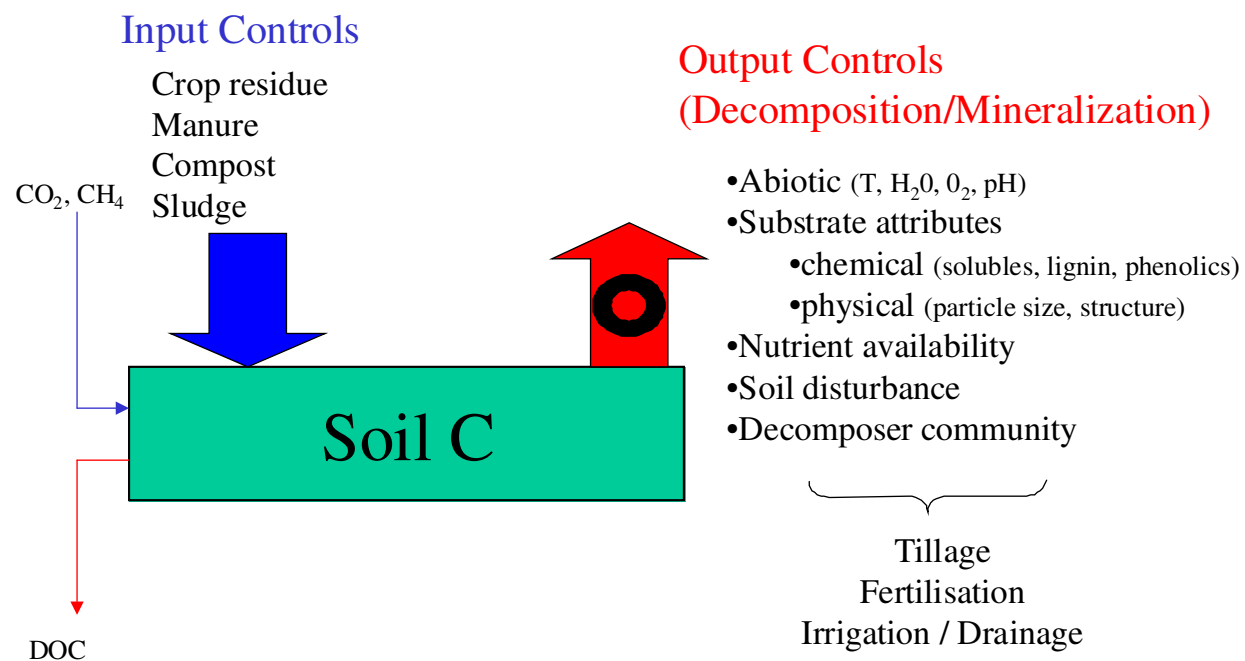 Input Controls
Crop residue
Manure
Compost
Sludge
CO₂, CH₄
Output Controls
(Decomposition/Mineralization)
•Abiotic (T, H₂0, 0₂, pH)
•Substrate attributes
•chemical (solubles, lignin, phenolics)
•physical (particle size, structure)
•Nutrient availability
•Soil disturbance
•Decomposer community
Soil C
Tillage
Fertilisation
Irrigation / Drainage
DOC